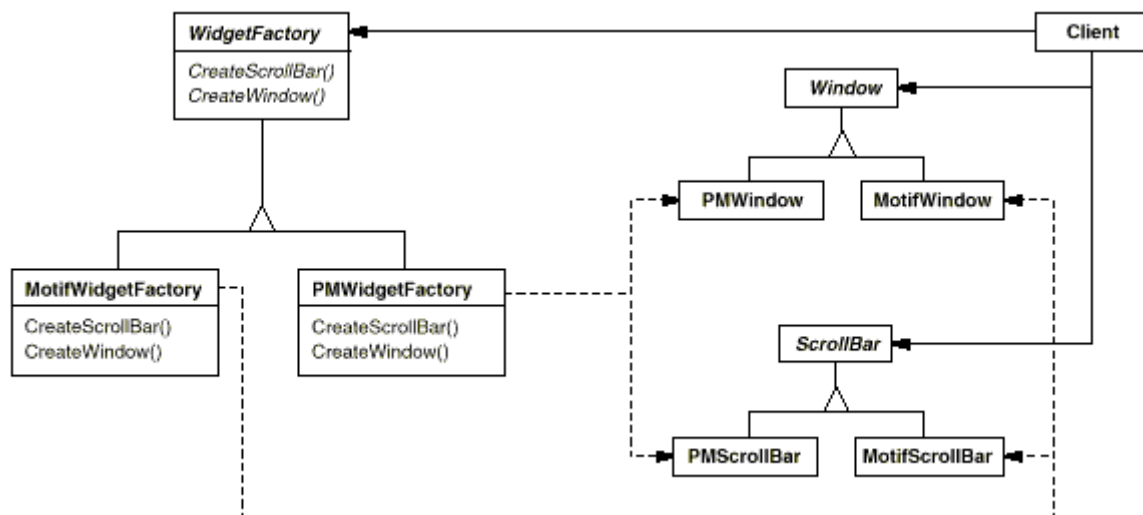 WidgetFactory
CreateScrollBar()
CreateWindow()
Client
Window
PMWindow
MotifWindow
MotifWidgetFactory
CreateScrollBar()
CreateWindow()
PMWidgetFactory
CreateScrollBar()
CreateWindow()
ScrollBar
PMScrollBar
MotifScrollBar